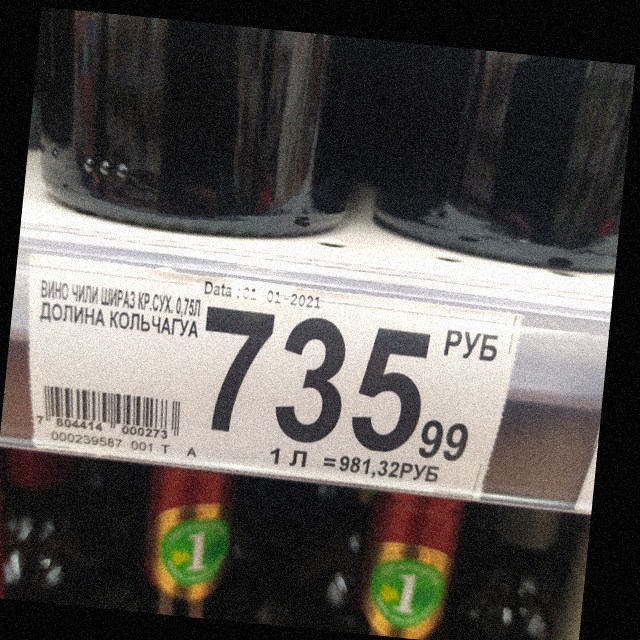 Data : 01-01-2021
ВИНО ЧИЛИ ШИРАЗ КР.СУХ. 0,75Л
ДОЛИНА КОЛЬЧАГУА
735 99 РУБ
7 804414 000273
000239587 001 T A
1 Л =981,32РУБ
1
1